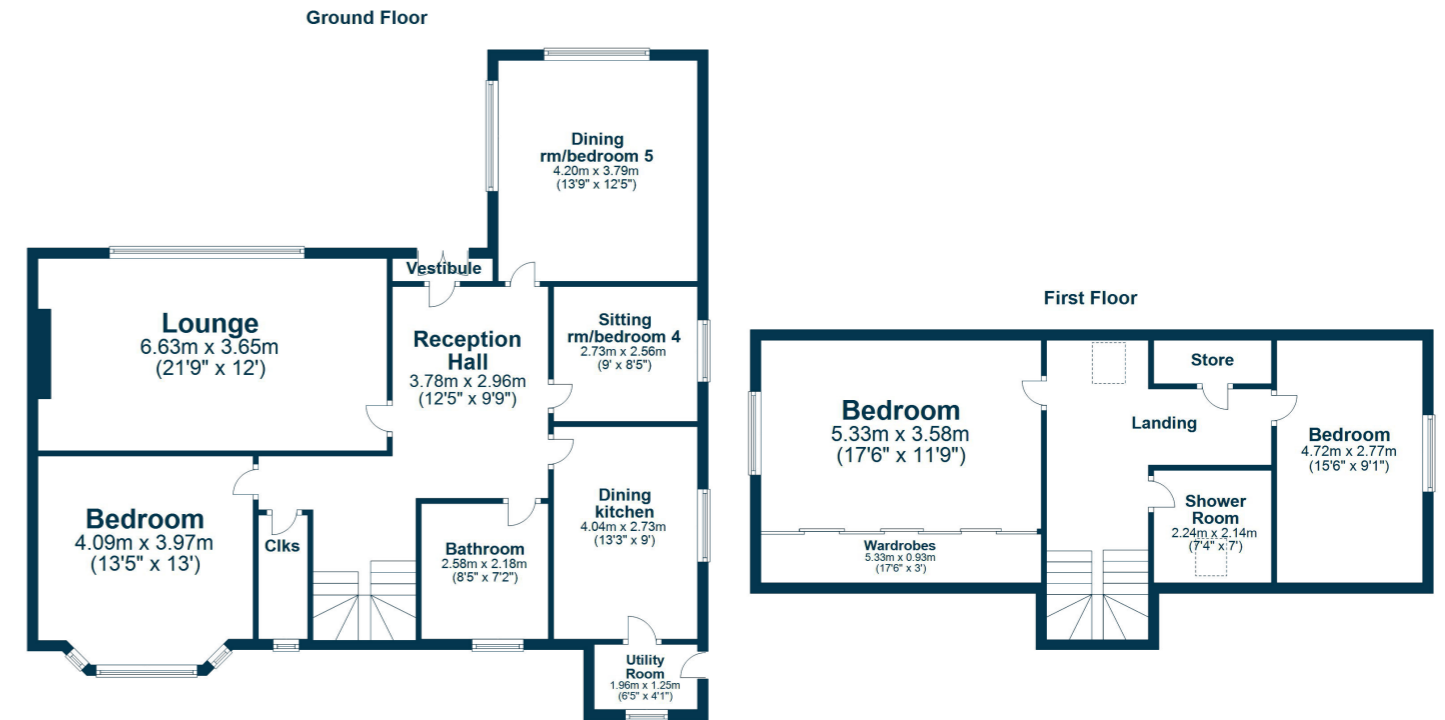 Ground Floor
Dining
rm/bedroom 5
4.20m x 3.79m
(13'9" x 12'5")
Vestibule
Lounge
6.63m x 3.65m
(21'9" x 12')
Reception
Hall
3.78m x 2.96m
(12'5" x 9'9")
Sitting
rm/bedroom 4
2.73m x 2.56m
(9' x 8'5")
Bedroom
4.09m x 3.97m
(13'5" x 13')
Clks
Bathroom
2.58m x 2.18m
(8'5" x 7'2")
Dining
kitchen
4.04m x 2.73m
(13'3" x 9')
Utility
Room
1.96m x 1.25m
(6'5" x 4'1")
First Floor
Bedroom
5.33m x 3.58m
(17'6" x 11'9")
Wardrobes
5.33m x 0.93m
(17'6" x 3')
Store
Landing
Shower
Room
2.24m x 2.14m
(7'4" x 7')
Bedroom
4.72m x 2.77m
(15'6" x 9'1")